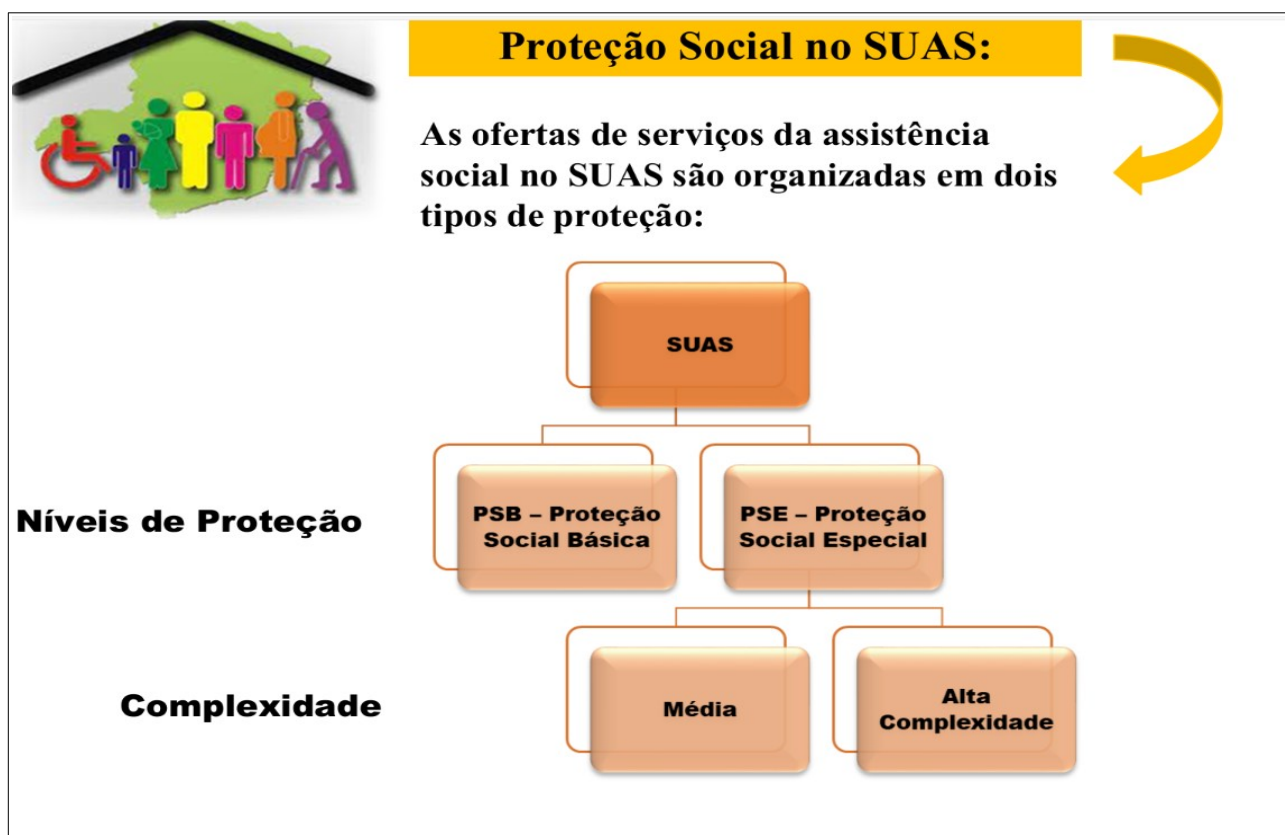 Proteção Social no SUAS:
As ofertas de serviços da assistência
social no SUAS são organizadas em dois
tipos de proteção:
SUAS
Níveis de Proteção
PSB – Proteção
Social Básica
PSE – Proteção
Social Especial
Complexidade
Média
Alta
Complexidade